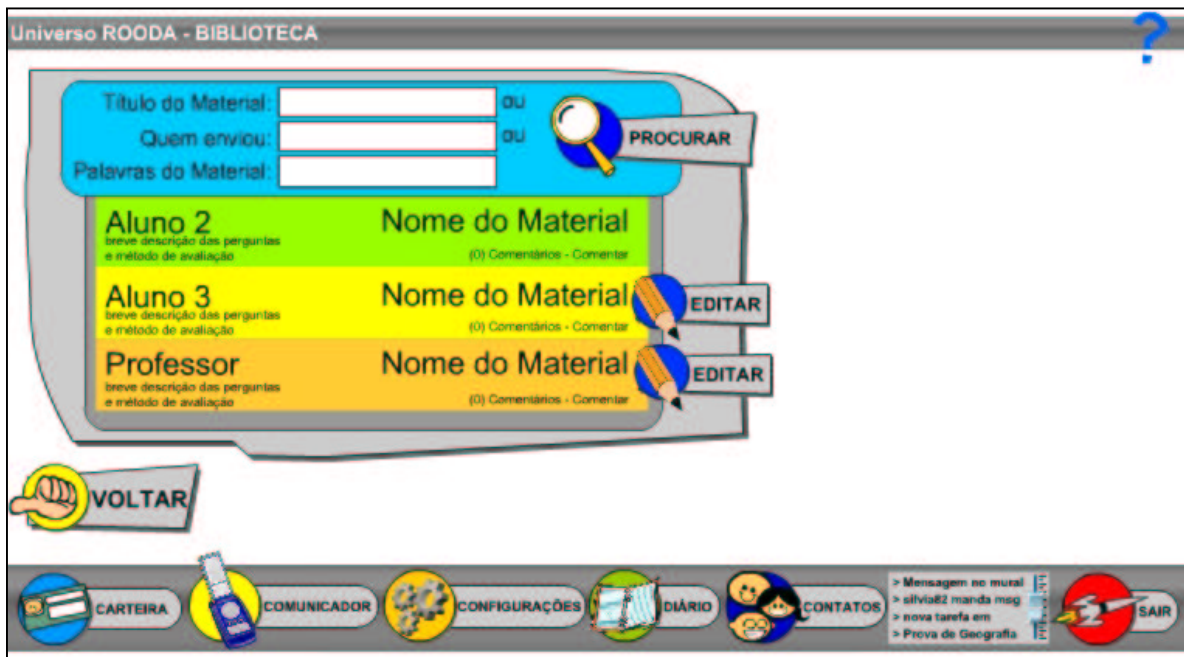 Universo ROODA - BIBLIOTECA
?
Título do Material: ou
Quem enviou: ou
PROCURAR
Palavras do Material:
Aluno 2 Nome do Material
breve descrição das perguntas
e método de avaliação (0) Comentários - Comentar
Aluno 3 Nome do Material
EDITAR
breve descrição das perguntas
e método de avaliação (0) Comentários - Comentar
Professor Nome do Material
EDITAR
breve descrição das perguntas
e método de avaliação (0) Comentários - Comentar
VOLTAR
CARTEIRA COMUNICADOR CONFIGURAÇÕES DIÁRIO CONTATOS
> Mensagem no mural
> silvia82 manda msg
> nova tarefa em
> Prova de Geografia
SAIR